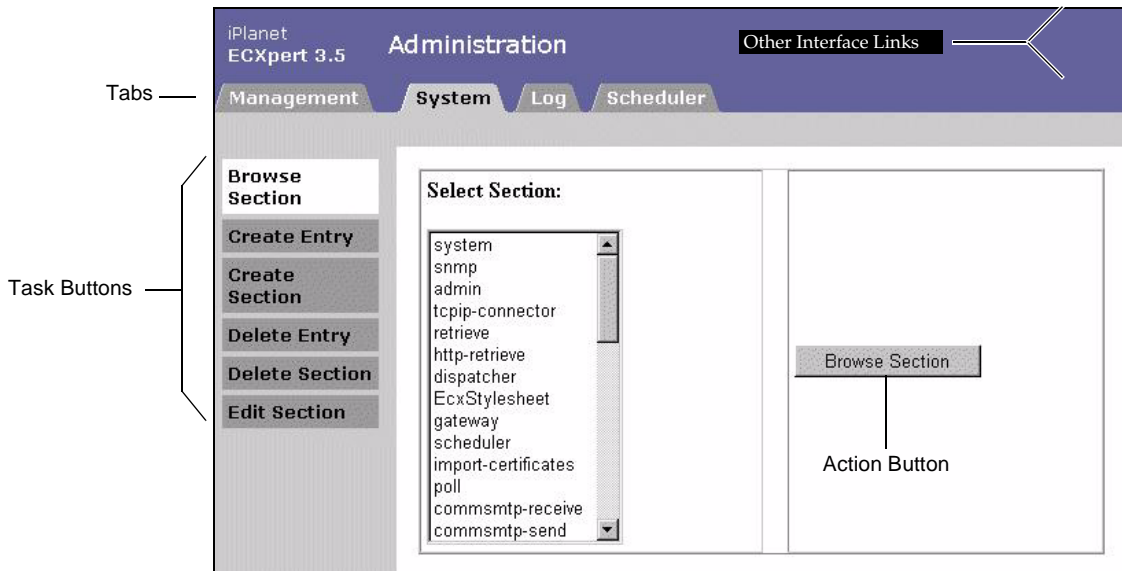 iPlanet
ECXpert 3.5
Administration
Other Interface Links
Tabs
Management
System
Log
Scheduler
Task Buttons
Browse
Section
Create Entry
Create
Section
Delete Entry
Delete Section
Edit Section
Select Section:
system
snmp
admin
tcpip-connector
retrieve
http-retrieve
dispatcher
EcxStylesheet
gateway
scheduler
import-certificates
poll
commsmtp-receive
commsmtp-send
Browse Section
Action Button